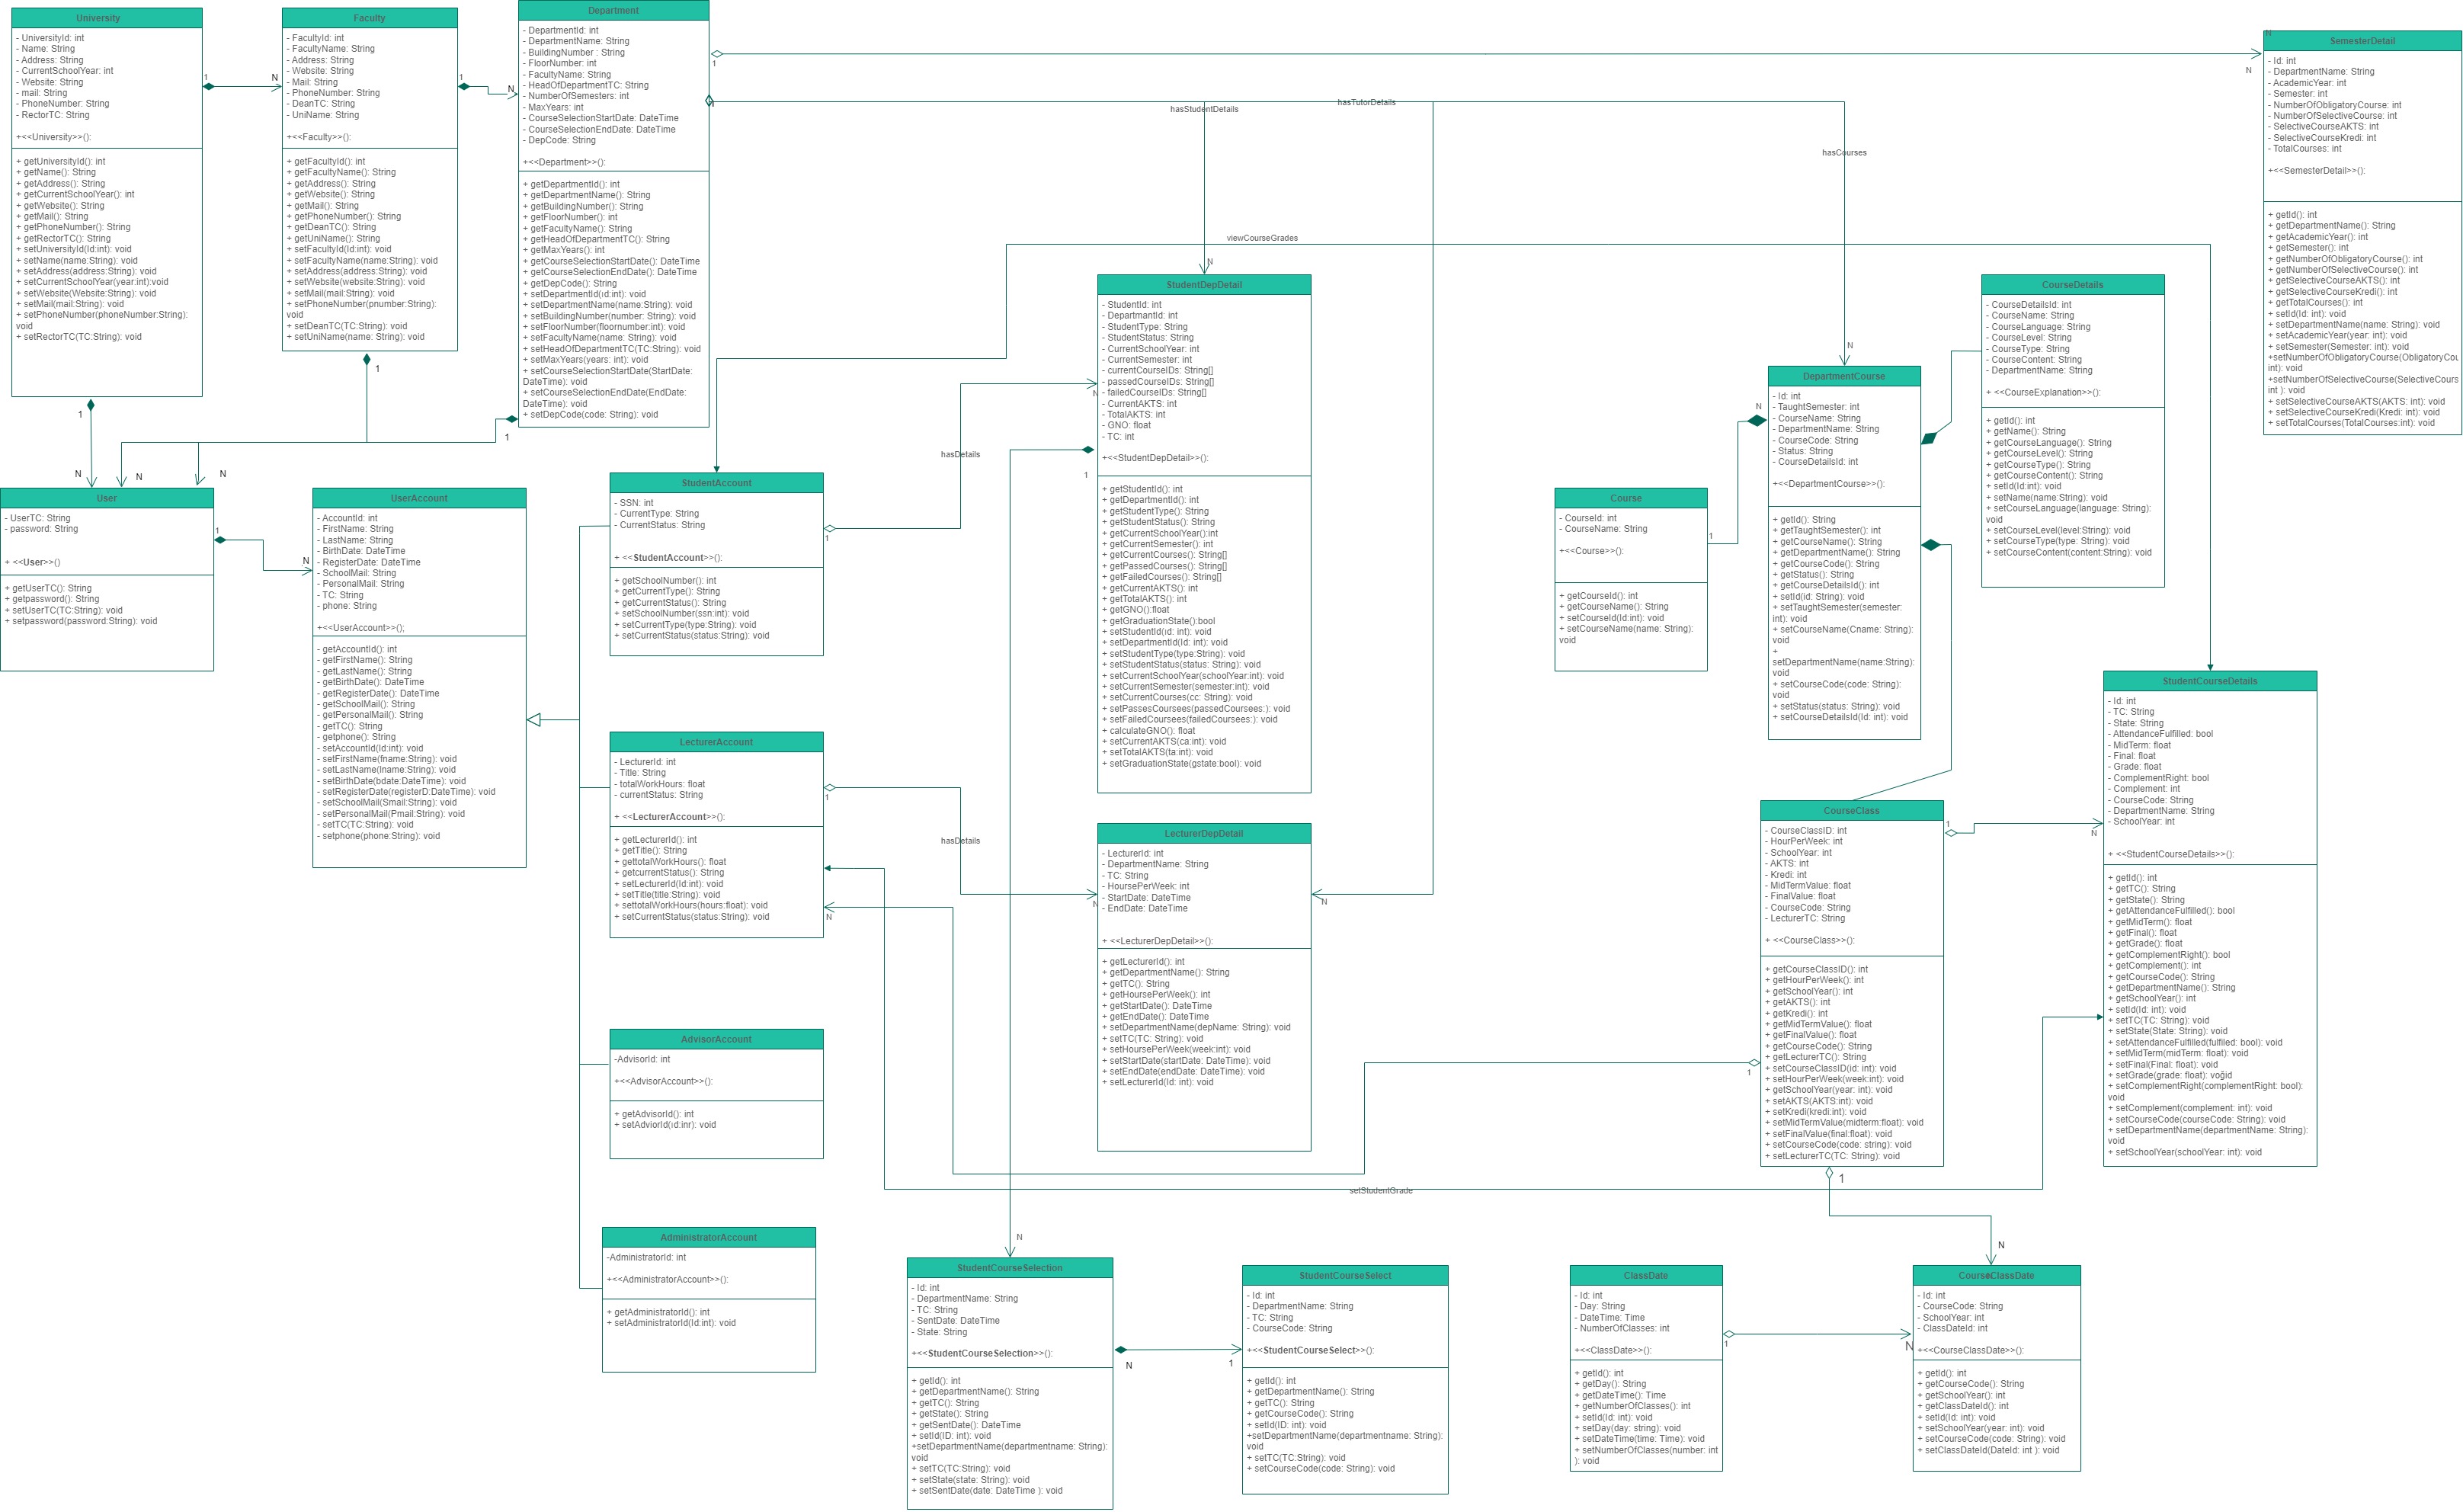 University
- UniversityId: int
- Name: String
- Address: String
- CurrentSchoolYear: int
- Website: String
- mail: String
- PhoneNumber: String
- RectorTC: String
+<<University>>():
+ getUniversityId(): int
+ getName(): String
+ getAddress(): String
+ getCurrentSchoolYear(): int
+ getWebsite(): String
+ getMail(): String
+ getPhoneNumber(): String
+ getRectorTC(): String
+ setUniversityId(Id:int): void
+ setName(name:String): void
+ setAddress(address:String): void
+ setCurrentSchoolYear(year:int):void
+ setWebsite(Website:String): void
+ setMail(mail:String): void
+ setPhoneNumber(phoneNumber:String):
void
+ setRectorTC(TC:String): void
1
N
1
N
Faculty
- FacultyId: int
- FacultyName: String
- Address: String
- Website: String
- Mail: String
- PhoneNumber: String
- DeanTC: String
- UniName: String
+<<Faculty>>():
+ getFacultyId(): int
+ getFacultyName(): String
+ getAddress(): String
+ getWebsite(): String
+ getMail(): String
+ getPhoneNumber(): String
+ getDeanTC(): String
+ getUniName(): String
+ setFacultyId(Id:int): void
+ setFacultyName(name:String): void
+ setAddress(address:String): void
+ setWebsite(website:String): void
+ setMail(mail:String): void
+ setPhoneNumber(pnumber:String):
void
+ setDeanTC(TC:String): void
+ setUniName(name: String): void
1
N
1
N
Department
- DepartmentId: int
- DepartmentName: String
- BuildingNumber : String
- FloorNumber: int
- FacultyName: String
- HeadOfDepartmentTC: String
- NumberOfSemesters: int
- MaxYears: int
- CourseSelectionStartDate: DateTime
- CourseSelectionEndDate: DateTime
- DepCode: String
+<<Department>>():
+ getDepartmentId(): int
+ getDepartmentName(): String
+ getBuildingNumber(): String
+ getFloorNumber(): int
+ getFacultyName(): String
+ getHeadOfDepartmentTC(): String
+ getMaxYears(): int
+ getCourseSelectionStartDate(): DateTime
+ getCourseSelectionEndDate(): DateTime
+ getDepCode(): String
+ setDepartmentId(ıd:int): void
+ setDepartmentName(name:String): void
+ setBuildingNumber(number: String): void
+ setFloorNumber(floornumber:int): void
+ setFacultyName(name: String): void
+ setHeadOfDepartmentTC(TC:String): void
+ setMaxYears(years: int): void
+ setCourseSelectionStartDate(StartDate:
DateTime): void
+ setCourseSelectionEndDate(EndDate:
DateTime): void
+ setDepCode(code: String): void
1
N
1
N
1
hasStudentDetails
hasTutorDetails
hasCourses
viewCourseGrades
N
SemesterDetail
- Id: int
- DepartmentName: String
- AcademicYear: int
- Semester: int
- NumberOfObligatoryCourse: int
- NumberOfSelectiveCourse: int
- SelectiveCourseAKTS: int
- SelectiveCourseKredi: int
- TotalCourses: int
+<<SemesterDetail>>():
+ getId(): int
+ getDepartmentName(): String
+ getAcademicYear(): int
+ getSemester(): int
+ getNumberOfObligatoryCourse(): int
+ getNumberOfSelectiveCourse(): int
+ getSelectiveCourseAKTS(): int
+ getSelectiveCourseKredi(): int
+ getTotalCourses(): int
+ setId(Id: int): void
+ setDepartmentName(name: String): void
+ setAcademicYear(year: int): void
+ setSemester(Semester: int): void
+setNumberOfObligatoryCourse(ObligatoryCou
int): void
+setNumberOfSelectiveCourse(SelectiveCours
int ): void
+ setSelectiveCourseAKTS(AKTS: int): void
+ setSelectiveCourseKredi(Kredi: int): void
+ setTotalCourses(TotalCourses:int): void
User
- UserTC: String
- password: String
+ <<User>>()
+ getUserTC(): String
+ getpassword(): String
+ setUserTC(TC:String): void
+ setpassword(password:String): void
1
N
UserAccount
- AccountId: int
- FirstName: String
- LastName: String
- BirthDate: DateTime
- RegisterDate: DateTime
- SchoolMail: String
- PersonalMail: String
- TC: String
- phone: String
+<<UserAccount>>();
- getAccountId(): int
- getFirstName(): String
- getLastName(): String
- getBirthDate(): DateTime
- getRegisterDate(): DateTime
- getSchoolMail(): String
- getPersonalMail(): String
- getTC(): String
- getphone(): String
- setAccountId(Id:int): void
- setFirstName(fname:String): void
- setLastName(lname:String): void
- setBirthDate(bdate:DateTime): void
- setRegisterDate(registerD:DateTime): void
- setSchoolMail(Smail:String): void
- setPersonalMail(Pmail:String): void
- setTC(TC:String): void
- setphone(phone:String): void
StudentAccount
- SSN: int
- CurrentType: String
- CurrentStatus: String
+ <<StudentAccount>>():
+ getSchoolNumber(): int
+ getCurrentType(): String
+ getCurrentStatus(): String
+ setSchoolNumber(ssn:int): void
+ setCurrentType(type:String): void
+ setCurrentStatus(status:String): void
1
hasDetails
N
LecturerAccount
- LecturerId: int
- Title: String
- totalWorkHours: float
- currentStatus: String
+ <<LecturerAccount>>():
+ getLecturerId(): int
+ getTitle(): String
+ gettotalWorkHours(): float
+ getcurrentStatus(): String
+ setLecturerId(Id:int): void
+ setTitle(title:String): void
+ settotalWorkHours(hours:float): void
+ setCurrentStatus(status:String): void
1
N
hasDetails
N
AdvisorAccount
-AdvisorId: int
+<<AdvisorAccount>>():
+ getAdvisorId(): int
+ setAdviorId(ıd:inr): void
AdministratorAccount
-AdministratorId: int
+<<AdministratorAccount>>():
+ getAdministratorId(): int
+ setAdministratorId(Id:int): void
N
StudentDepDetail
- StudentId: int
- DepartmantId: int
- StudentType: String
- StudentStatus: String
- CurrentSchoolYear: int
- CurrentSemester: int
- currentCourseIDs: String[]
- passedCourseIDs: String[]
- failedCourseIDs: String[]
- CurrentAKTS: int
- TotalAKTS: int
- GNO: float
- TC: int
+<<StudentDepDetail>>():
+ getStudentId(): int
+ getDepartmentId(): int
+ getStudentType(): String
+ getStudentStatus(): String
+ getCurrentSchoolYear():int
+ getCurrentSemester(): int
+ getCurrentCourses(): String[]
+ getPassedCourses(): String[]
+ getFailedCourses(): String[]
+ getCurrentAKTS(): int
+ getTotalAKTS(): int
+ getGNO():float
+ getGraduationState():bool
+ setStudentId(ıd: int): void
+ setDepartmentId(Id: int): void
+ setStudentType(type:String): void
+ setStudentStatus(status: String): void
+ setCurrentSchoolYear(schoolYear:int): void
+ setCurrentSemester(semester:int): void
+ setCurrentCourses(cc: String): void
+ setPassesCoursees(passedCoursees:): void
+ setFailedCoursees(failedCoursees:): void
+ calculateGNO(): float
+ setCurrentAKTS(ca:int): void
+ setTotalAKTS(ta:int): void
+ setGraduationState(gstate:bool): void
1
N
LecturerDepDetail
- LecturerId: int
- DepartmentName: String
- TC: String
- HoursePerWeek: int
- StartDate: DateTime
- EndDate: DateTime
+ <<LecturerDepDetail>>():
+ getLecturerId(): int
+ getDepartmentName(): String
+ getTC(): String
+ getHoursePerWeek(): int
+ getStartDate(): DateTime
+ getEndDate(): DateTime
+ setDepartmentName(depName: String): void
+ setTC(TC: String): void
+ setHoursePerWeek(week:int): void
+ setStartDate(startDate: DateTime): void
+ setEndDate(endDate: DateTime): void
+ setLecturerId(Id: int): void
N
Course
- CourseId: int
- CourseName: String
+<<Course>>():
+ getCourseId(): int
+ getCourseName(): String
+ setCourseId(Id:int): void
+ setCourseName(name: String):
void
1
N
N
DepartmentCourse
- Id: int
- TaughtSemester: int
- CourseName: String
- DepartmentName: String
- CourseCode: String
- Status: String
- CourseDetailsId: int
+<<DepartmentCourse>>():
+ getId(): String
+ getTaughtSemester(): int
+ getCourseName(): String
+ getDepartmentName(): String
+ getCourseCode(): String
+ getStatus(): String
+ getCourseDetailsId(): int
+ setId(id: String): void
+ setTaughtSemester(semester:
int): void
+ setCourseName(Cname: String):
void
+
setDepartmentName(name:String):
void
+ setCourseCode(code: String):
void
+ setStatus(status: String): void
+ setCourseDetailsId(Id: int): void
CourseDetails
- CourseDetailsId: int
- CourseName: String
- CourseLanguage: String
- CourseLevel: String
- CourseType: String
- CourseContent: String
- DepartmentName: String
+ <<CourseExplanation>>():
+ getId(): int
+ getName(): String
+ getCourseLanguage(): String
+ getCourseLevel(): String
+ getCourseType(): String
+ getCourseContent(): String
+ setId(Id:int): void
+ setName(name:String): void
+ setCourseLanguage(language: String):
void
+ setCourseLevel(level:String): void
+ setCourseType(type: String): void
+ setCourseContent(content:String): void
CourseClass
- CourseClassID: int
- HourPerWeek: int
- SchoolYear: int
- AKTS: int
- Kredi: int
- MidTermValue: float
- FinalValue: float
- CourseCode: String
- LecturerTC: String
+ <<CourseClass>>():
+ getCourseClassID(): int
+ getHourPerWeek(): int
+ getSchoolYear(): int
+ getAKTS(): int
+ getKredi(): int
+ getMidTermValue(): float
+ getFinalValue(): float
+ getCourseCode(): String
+ getLecturerTC(): String
+ setCourseClassID(id: int): void
+ setHourPerWeek(week:int): void
+ getSchoolYear(year: int): void
+ setAKTS(AKTS:int): void
+ setKredi(kredi:int): void
+ setMidTermValue(midterm:float): void
+ setFinalValue(final:float): void
+ setCourseCode(code: string): void
+ setLecturerTC(TC: String): void
1
N
1
1
N
setStudentGrade
StudentCourseDetails
- Id: int
- TC: String
- State: String
- AttendanceFulfilled: bool
- MidTerm: float
- Final: float
- Grade: float
- ComplementRight: bool
- Complement: int
- CourseCode: String
- DepartmentName: String
- SchoolYear: int
+ <<StudentCourseDetails>>():
+ getId(): int
+ getTC(): String
+ getState(): String
+ getAttendanceFulfilled(): bool
+ getMidTerm(): float
+ getFinal(): float
+ getGrade(): float
+ getComplementRight(): bool
+ getComplement(): int
+ getCourseCode(): String
+ getDepartmentName(): String
+ getSchoolYear(): int
+ setId(Id: int): void
+ setTC(TC: String): void
+ setState(State: String): void
+ setAttendanceFulfilled(fulfiled: bool): void
+ setMidTerm(midTerm: float): void
+ setFinal(Final: float): void
+ setGrade(grade: float): voğid
+ setComplementRight(complementRight: bool):
void
+ setComplement(complement: int): void
+ setCourseCode(courseCode: String): void
+ setDepartmentName(departmentName: String):
void
+ setSchoolYear(schoolYear: int): void
StudentCourseSelection
- Id: int
- DepartmentName: String
- TC: String
- SentDate: DateTime
- State: String
+<<StudentCourseSelection>>():
+ getId(): int
+ getDepartmentName(): String
+ getTC(): String
+ getState(): String
+ getSentDate(): DateTime
+ setId(ID: int): void
+setDepartmentName(departmentname: String):
void
+ setTC(TC:String): void
+ setState(state: String): void
+ setSentDate(date: DateTime ): void
N
1
StudentCourseSelect
- Id: int
- DepartmentName: String
- TC: String
- CourseCode: String
+<<StudentCourseSelect>>():
+ getId(): int
+ getDepartmentName(): String
+ getTC(): String
+ getCourseCode(): String
+ setId(ID: int): void
+setDepartmentName(departmentname: String):
void
+ setTC(TC:String): void
+ setCourseCode(code: String): void
ClassDate
- Id: int
- Day: String
- DateTime: Time
- NumberOfClasses: int
+<<ClassDate>>():
+ getId(): int
+ getDay(): String
+ getDateTime(): Time
+ getNumberOfClasses(): int
+ setId(Id: int): void
+ setDay(day: string): void
+ setDateTime(time: Time): void
+ setNumberOfClasses(number: int
): void
1
N
CourseClassDate
- Id: int
- CourseCode: String
- SchoolYear: int
- ClassDateId: int
+<<CourseClassDate>>():
+ getId(): int
+ getCourseCode(): String
+ getSchoolYear(): int
+ getClassDateId(): int
+ setId(Id: int): void
+ setSchoolYear(year: int): void
+ setCourseCode(code: String): void
+ setClassDateId(DateId: int ): void